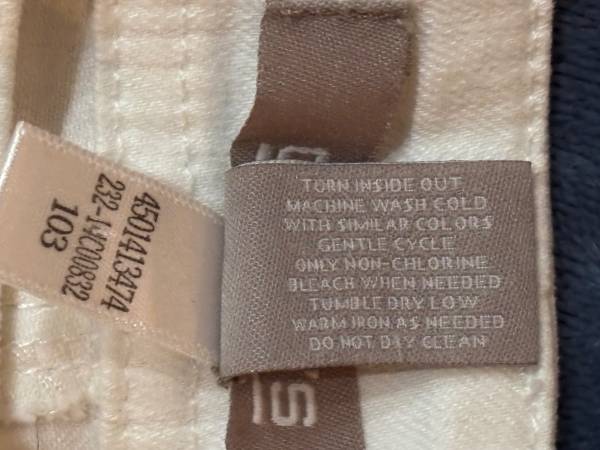 TURN INSIDE OUT
MACHINE WASH COLD
WITH SIMILAR COLORS
GENTLE CYCLE
ONLY NON-CHLORINE
BLEACH WHEN NEEDED
TUMBLE DRY LOW
WARM IRON AS NEEDED
DO NOT DRY CLEAN
4501413474
232-14C00832
103